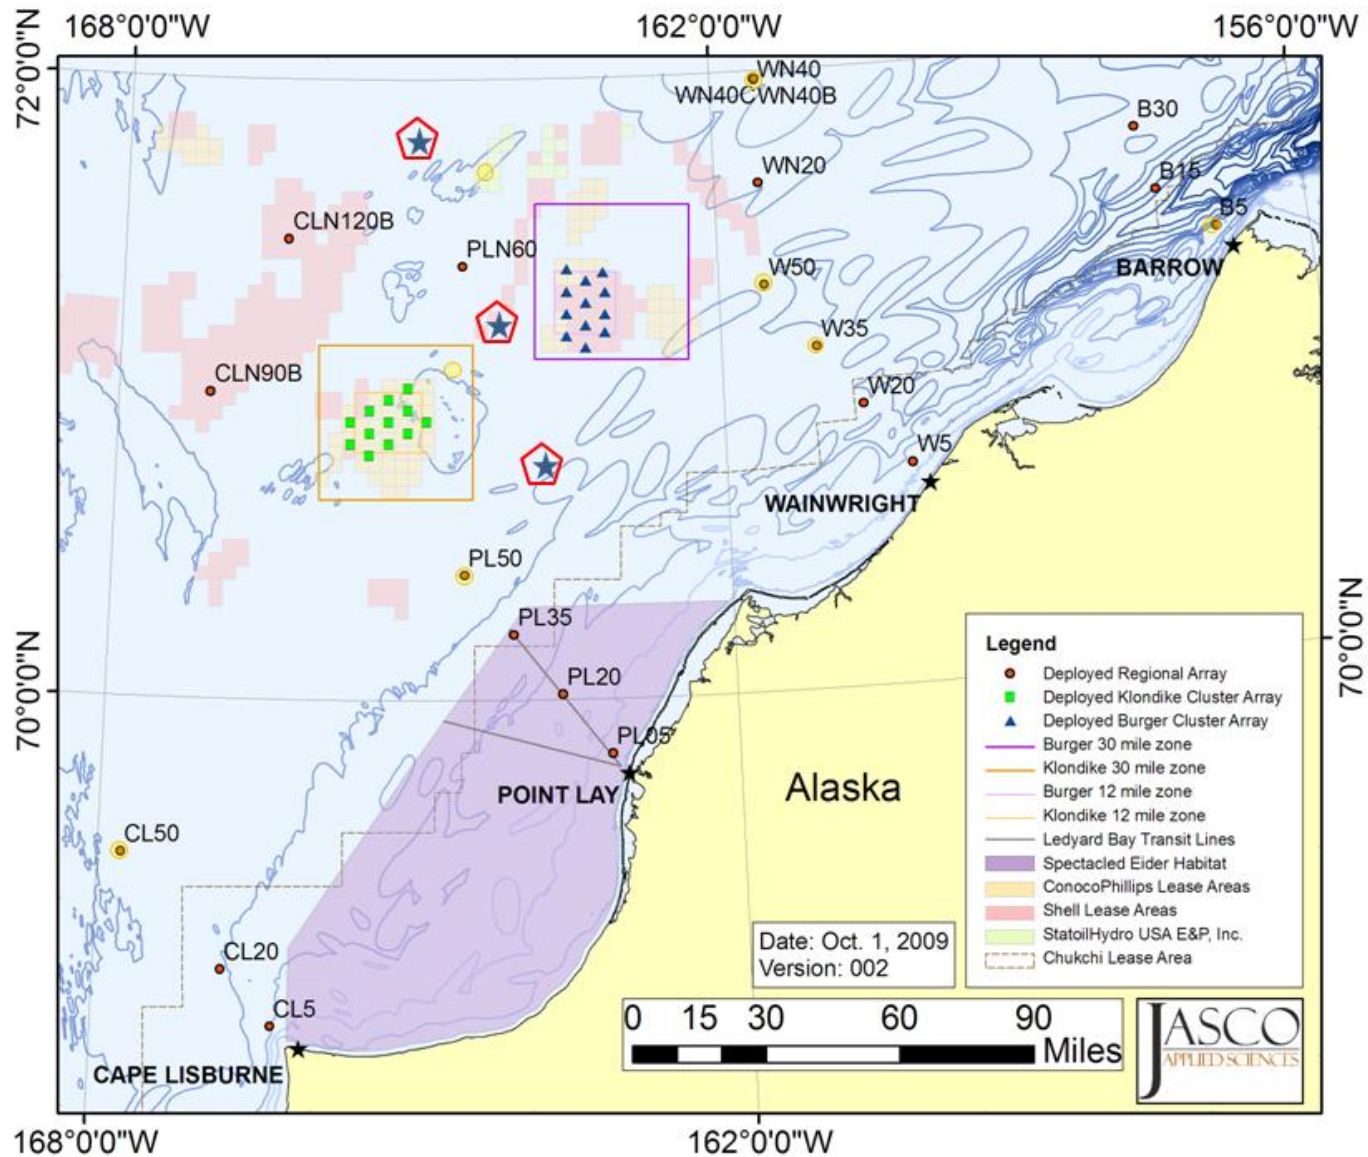 168°0'0"W
162°0'0"W
156°0'0"W
72°0'0"N
WN40
WN40CWN40B
B30
WN20
B15
CLN120B
B5
PLN60
BARROW
W50
W35
CLN90B
W20
W5
WAINWRIGHT
PL50
PL35
70°0'0"N
70°0'0"N
PL20
PL05
POINT LAY
Alaska
CL50
CL20
CL5
CAPE LISBURNE
Legend
Deployed Regional Array
Deployed Klondike Cluster Array
Deployed Burger Cluster Array
Burger 30 mile zone
Klondike 30 mile zone
Burger 12 mile zone
Klondike 12 mile zone
Ledyard Bay Transit Lines
Spectacled Eider Habitat
ConocoPhillips Lease Areas
Shell Lease Areas
StatoilHydro USA E&P, Inc.
Chukchi Lease Area
Date: Oct. 1, 2009
Version: 002
0 15 30 60 90
Miles
JASCO
APPLIED SCIENCES
168°0'0"W
162°0'0"W